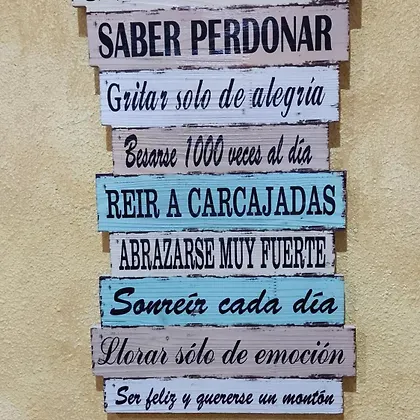 SABER PERDONAR
Gritar solo de alegría
Besarse 1000 veces al día
REIR A CARCAJADAS
ABRAZARSE MUY FUERTE
Sonreír cada día
Llorar sólo de emoción
Ser feliz y quererse un montón